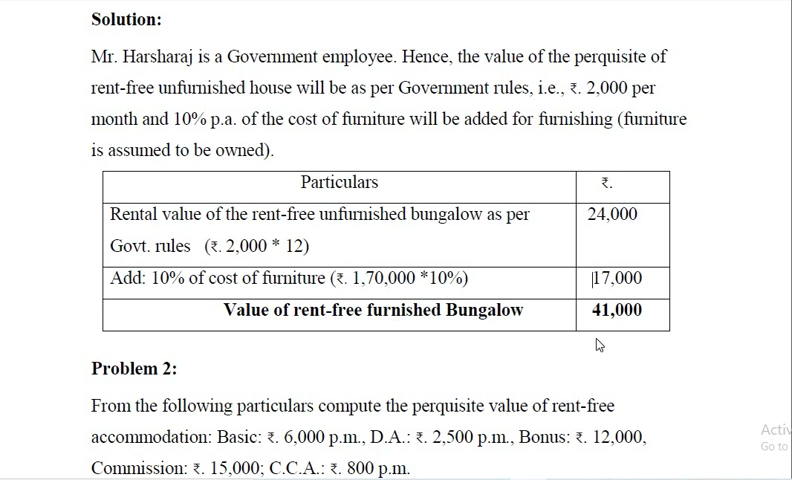 Solution:
Mr. Harsharaj is a Government employee. Hence, the value of the perquisite of
rent-free unfurnished house will be as per Government rules, i.e., ₹. 2,000 per
month and 10% p.a. of the cost of furniture will be added for furnishing (furniture
is assumed to be owned).
Particulars ₹.
Rental value of the rent-free unfurnished bungalow as per 24,000
Govt. rules (₹. 2,000 * 12)
Add: 10% of cost of furniture (₹. 1,70,000 *10%) 17,000
Value of rent-free furnished Bungalow 41,000
Problem 2:
From the following particulars compute the perquisite value of rent-free
accommodation: Basic: ₹. 6,000 p.m., D.A.: ₹. 2,500 p.m., Bonus: ₹. 12,000,
Commission: ₹. 15,000; C.C.A.: ₹. 800 p.m.
Activ
Go to